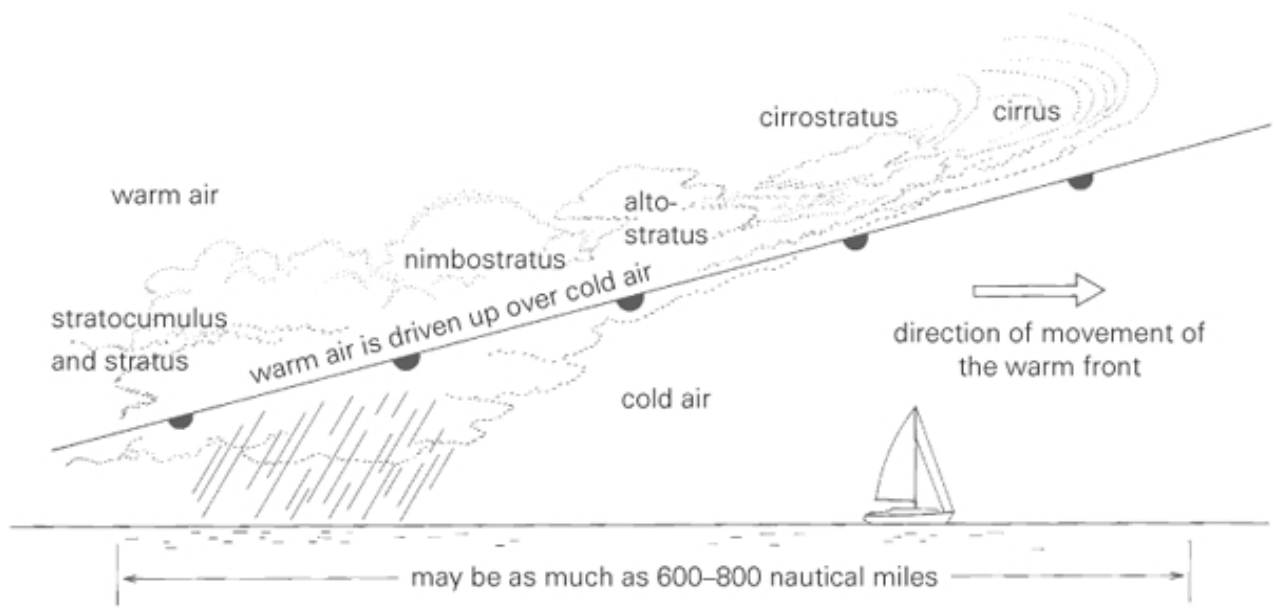 cirrostratus
cirrus
warm air
alto-
stratus
nimbostratus
warm air is driven up over cold air
stratocumulus
and stratus
direction of movement of
the warm front
cold air
may be as much as 600–800 nautical miles